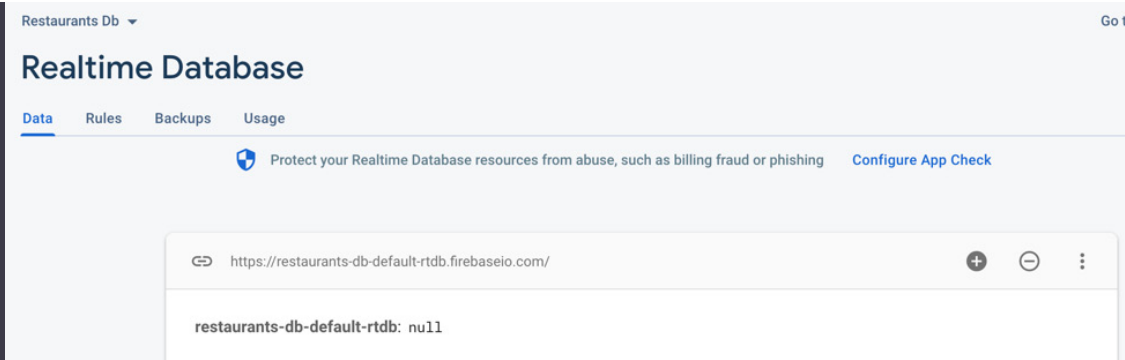 Restaurants Db
Go t
Realtime Database
Data Rules Backups Usage
Protect your Realtime Database resources from abuse, such as billing fraud or phishing Configure App Check
https://restaurants-db-default-rtdb.firebaseio.com/
restaurants-db-default-rtdb: null